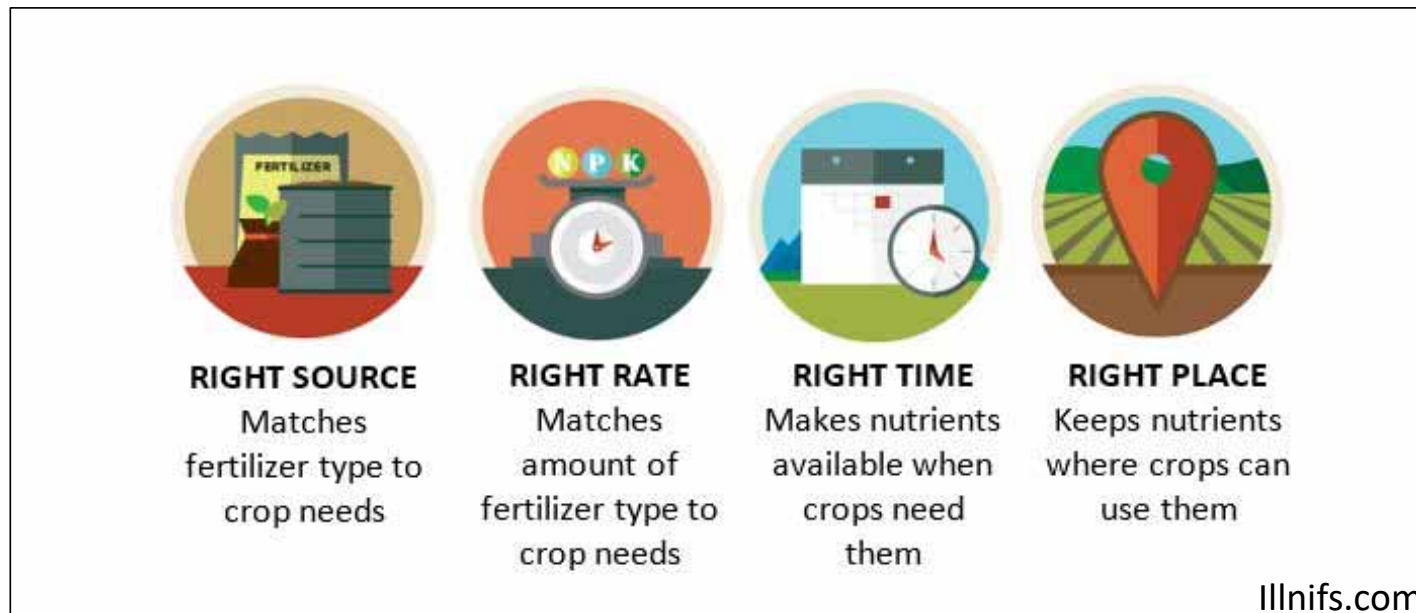 FERTILIZER
N P K
RIGHT SOURCE
Matches
fertilizer type to
crop needs
RIGHT RATE
Matches
amount of
fertilizer type to
crop needs
RIGHT TIME
Makes nutrients
available when
crops need
them
RIGHT PLACE
Keeps nutrients
where crops can
use them
Illnifs.com